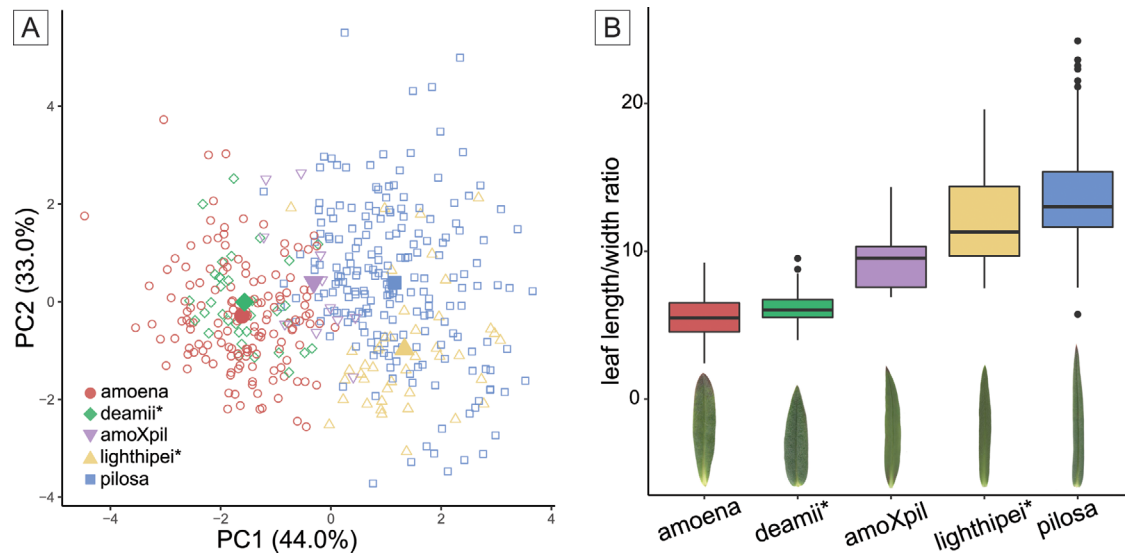 A
PC2 (33.0%)
4
2
0
−2
−4
amoena
deamii*
amoXpil
lighthipei*
pilosa
−4
−2
0
2
4
PC1 (44.0%)
B
leaf length/width ratio
20
10
0
amoena
deamii*
amoXpil
lighthipei*
pilosa